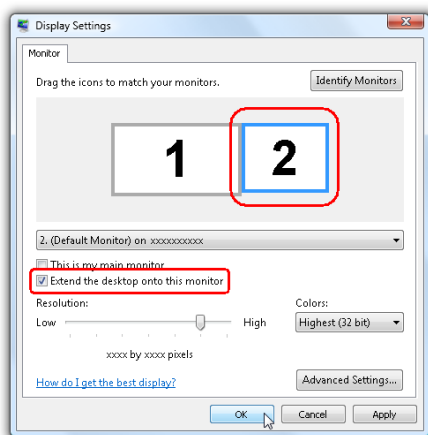 Display Settings
Monitor
Drag the icons to match your monitors.
Identify Monitors
1
2
2. (Default Monitor) on xxxxxxxxxx
This is my main monitor
Extend the desktop onto this monitor
Resolution:
Colors:
Low
High
Highest (32 bit)
xxxx by xxxx pixels
How do I get the best display?
Advanced Settings...
OK
Cancel
Apply